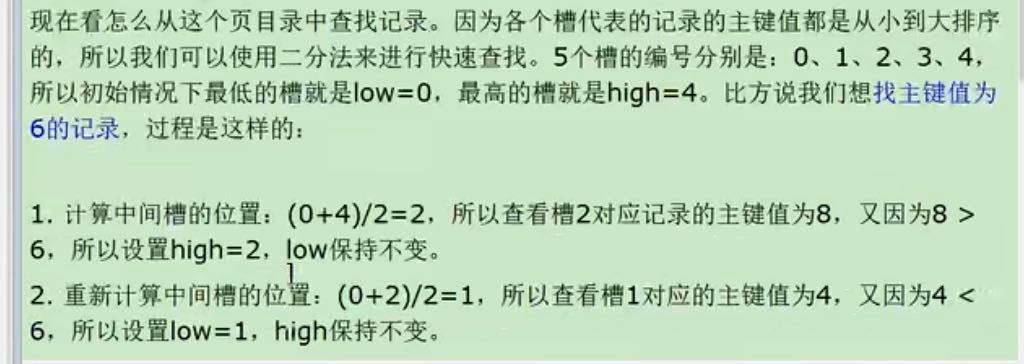 现在看怎么从这个页目录中查找记录。因为各个槽代表的记录的主键值都是从小到大排序
的，所以我们可以使用二分法来进行快速查找。5个槽的编号分别是：0、1、2、3、4，
所以初始情况下最低的槽就是low=0，最高的槽就是high=4。比方说我们想找主键值为
6的记录，过程是这样的：
1. 计算中间槽的位置：(0+4)/2=2，所以查看槽2对应记录的主键值为8，又因为8 >
6，所以设置high=2，low保持不变。
2. 重新计算中间槽的位置：(0+2)/2=1，所以查看槽1对应的主键值为4，又因为4 <
6，所以设置low=1，high保持不变。